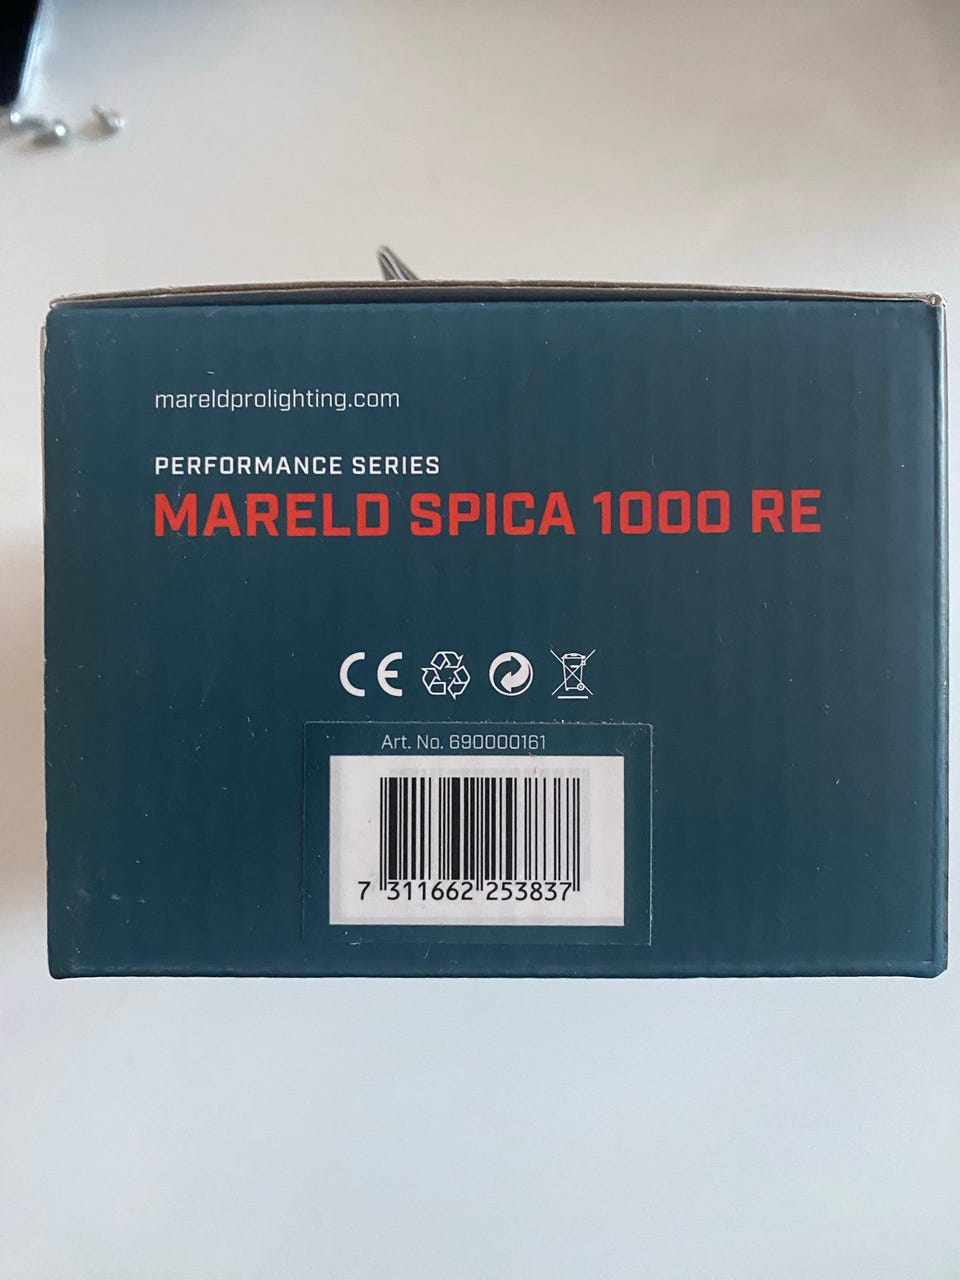 mareldprolighting.com
PERFORMANCE SERIES
MARELD SPICA 1000 RE
CE
Art. No. 690000161
7 311662 253837